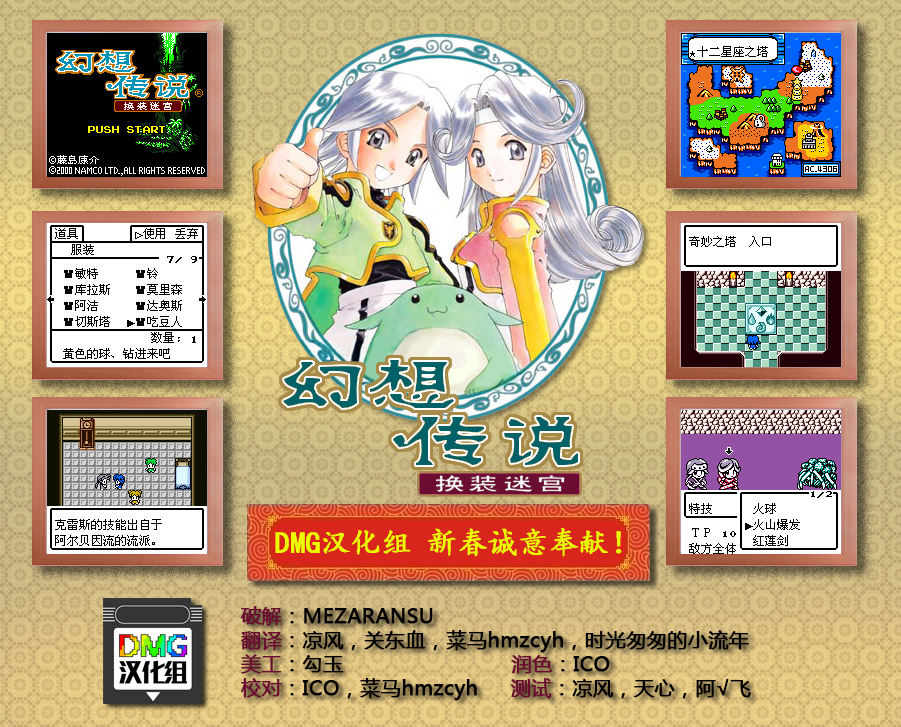 幻想
传说®
换装迷宫
PUSH START
©藤島康介
©2000 NAMCO LTD.,ALL RIGHTS RESERVED
★十二星座之塔
AC.4306
道具
▷使用 丢弃
服装
7/ 9
敏特 铃
库拉斯 莫里森
阿洁 达奥斯
切斯塔 ▶吃豆人
数量: 1
黄色的球、钻进来吧
奇妙之塔 入口
克雷斯的技能出自于
阿尔贝因流的流派。
1/2
特技
TP 10
敌方全体
火球
▶火山爆发
红莲剑
幻想
传说
换装迷宫
DMG汉化组 新春诚意奉献!
DMG
汉化组
破解：MEZARANSU
翻译：凉风，关东血，菜马hmzcyh，时光匆匆的小流年
美工：勾玉 润色：ICO
校对：ICO，菜马hmzcyh 测试：凉风，天心，阿√飞